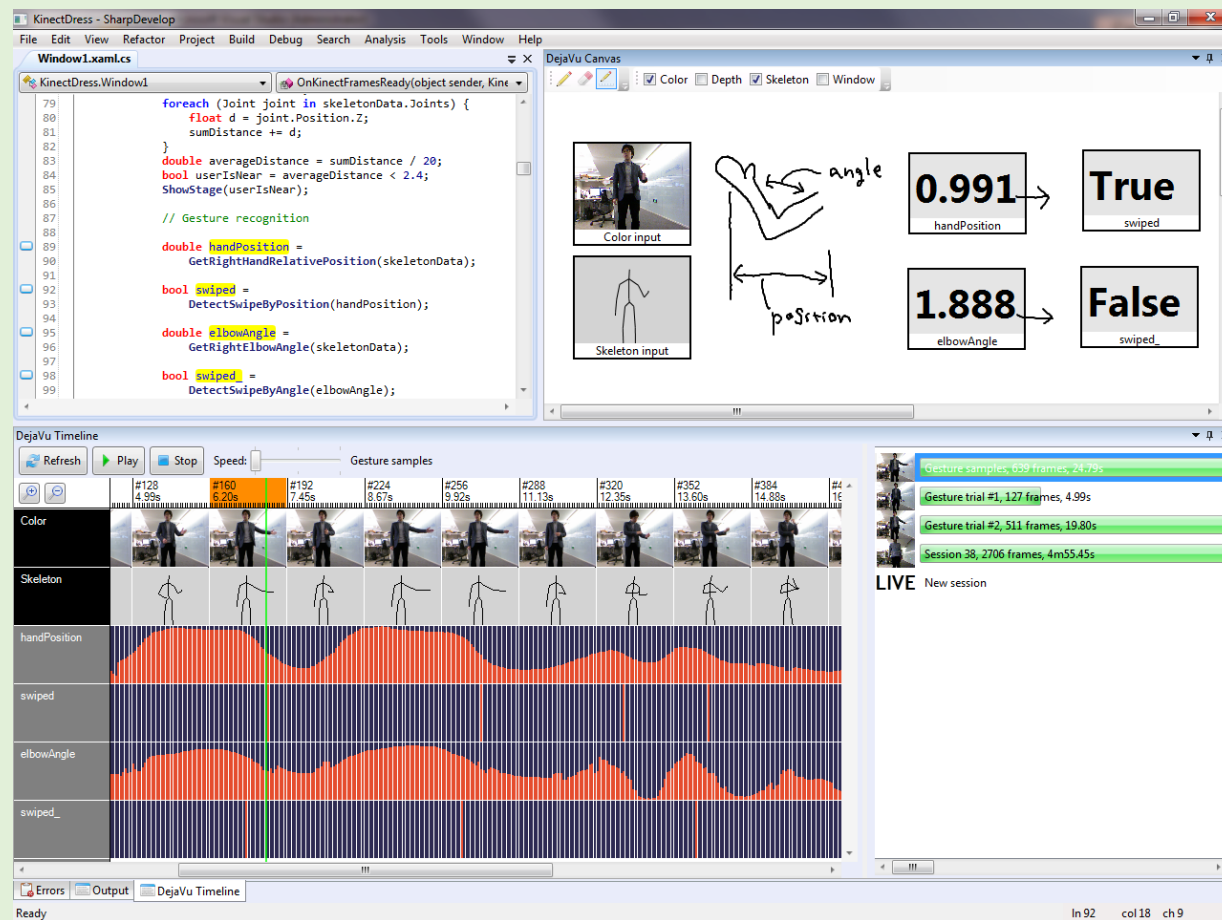 KinectDress - SharpDevelop
File Edit View Refactor Project Build Debug Search Analysis Tools Window Help
Window1.xaml.cs
KinectDress.Window1 OnKinectFramesReady(object sender, Kine
79 foreach (Joint joint in skeletonData.Joints) {
80 float d = joint.Position.Z;
81 sumDistance += d;
82 }
83 double averageDistance = sumDistance / 20;
84 bool userIsNear = averageDistance < 2.4;
85 ShowStage(userIsNear);
86
87 // Gesture recognition
88
89 double handPosition =
90 GetRightHandRelativePosition(skeletonData);
91
92 bool swiped =
93 DetectSwipeByPosition(handPosition);
94
95 double elbowAngle =
96 GetRightElbowAngle(skeletonData);
97
98 bool swiped_ =
99 DetectSwipeByAngle(elbowAngle);
DejaVu Canvas
Color Depth Skeleton Window
Color input
Skeleton input
angle
position
0.991
handPosition
True
swiped
1.888
elbowAngle
False
swiped_
DejaVu Timeline
Refresh Play Stop Speed: Gesture samples
#128 #160 #192 #224 #256 #288 #320 #352 #384 #4
4.99s 6.20s 7.45s 8.67s 9.92s 11.13s 12.35s 13.60s 14.88s 16
Color
Skeleton
handPosition
swiped
elbowAngle
swiped_
Gesture samples, 639 frames, 24.79s
Gesture trial #1, 127 frames, 4.99s
Gesture trial #2, 511 frames, 19.80s
Session 38, 2706 frames, 4m55.45s
LIVE New session
Errors Output DejaVu Timeline
Ready ln 92 col 18 ch 9